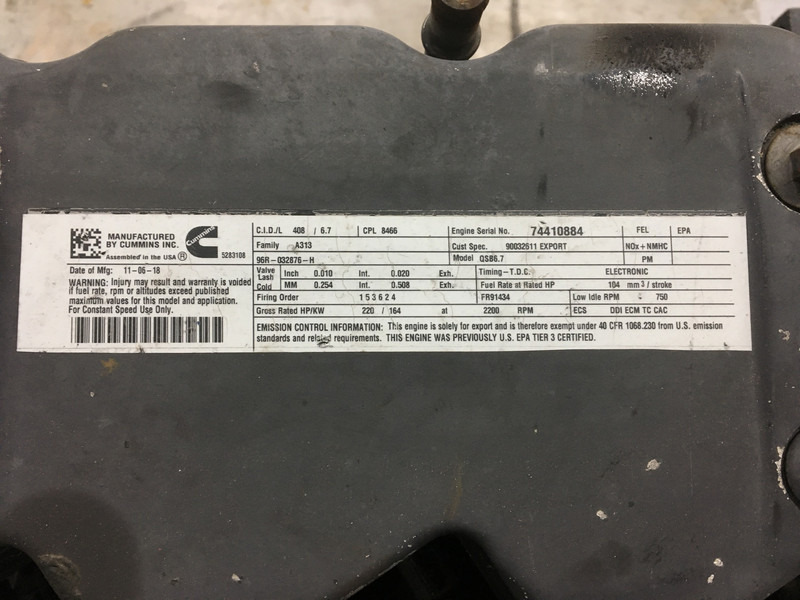 MANUFACTURED
BY CUMMINS INC.
Assembled in the USA ®
Cummins
5283108
Date of Mfg: 11-06-18
WARNING: Injury may result and warranty is voided
if fuel rate, rpm or altitudes exceed published
maximum values for this model and application.
For Constant Speed Use Only.
C.I.D./L 408 / 6.7 CPL 8466 Engine Serial No. 74410884 FEL EPA
Family A313 Cust Spec. 90032611 EXPORT NOx+NMHC
96R-032876-H Model QSB6.7 PM
Valve Lash Cold Inch 0.010 Int. 0.020 Exh. Timing-T.D.C. ELECTRONIC
MM 0.254 Int. 0.508 Exh. Fuel Rate at Rated HP 104 mm³ / stroke
Firing Order 1 5 3 6 2 4 FR91434 Low Idle RPM 750
Gross Rated HP/KW 220 / 164 at 2200 RPM ECS DDI ECM TC CAC
EMISSION CONTROL INFORMATION: This engine is solely for export and is therefore exempt under 40 CFR 1068.230 from U.S. emission
standards and related requirements. THIS ENGINE WAS PREVIOUSLY U.S. EPA TIER 3 CERTIFIED.